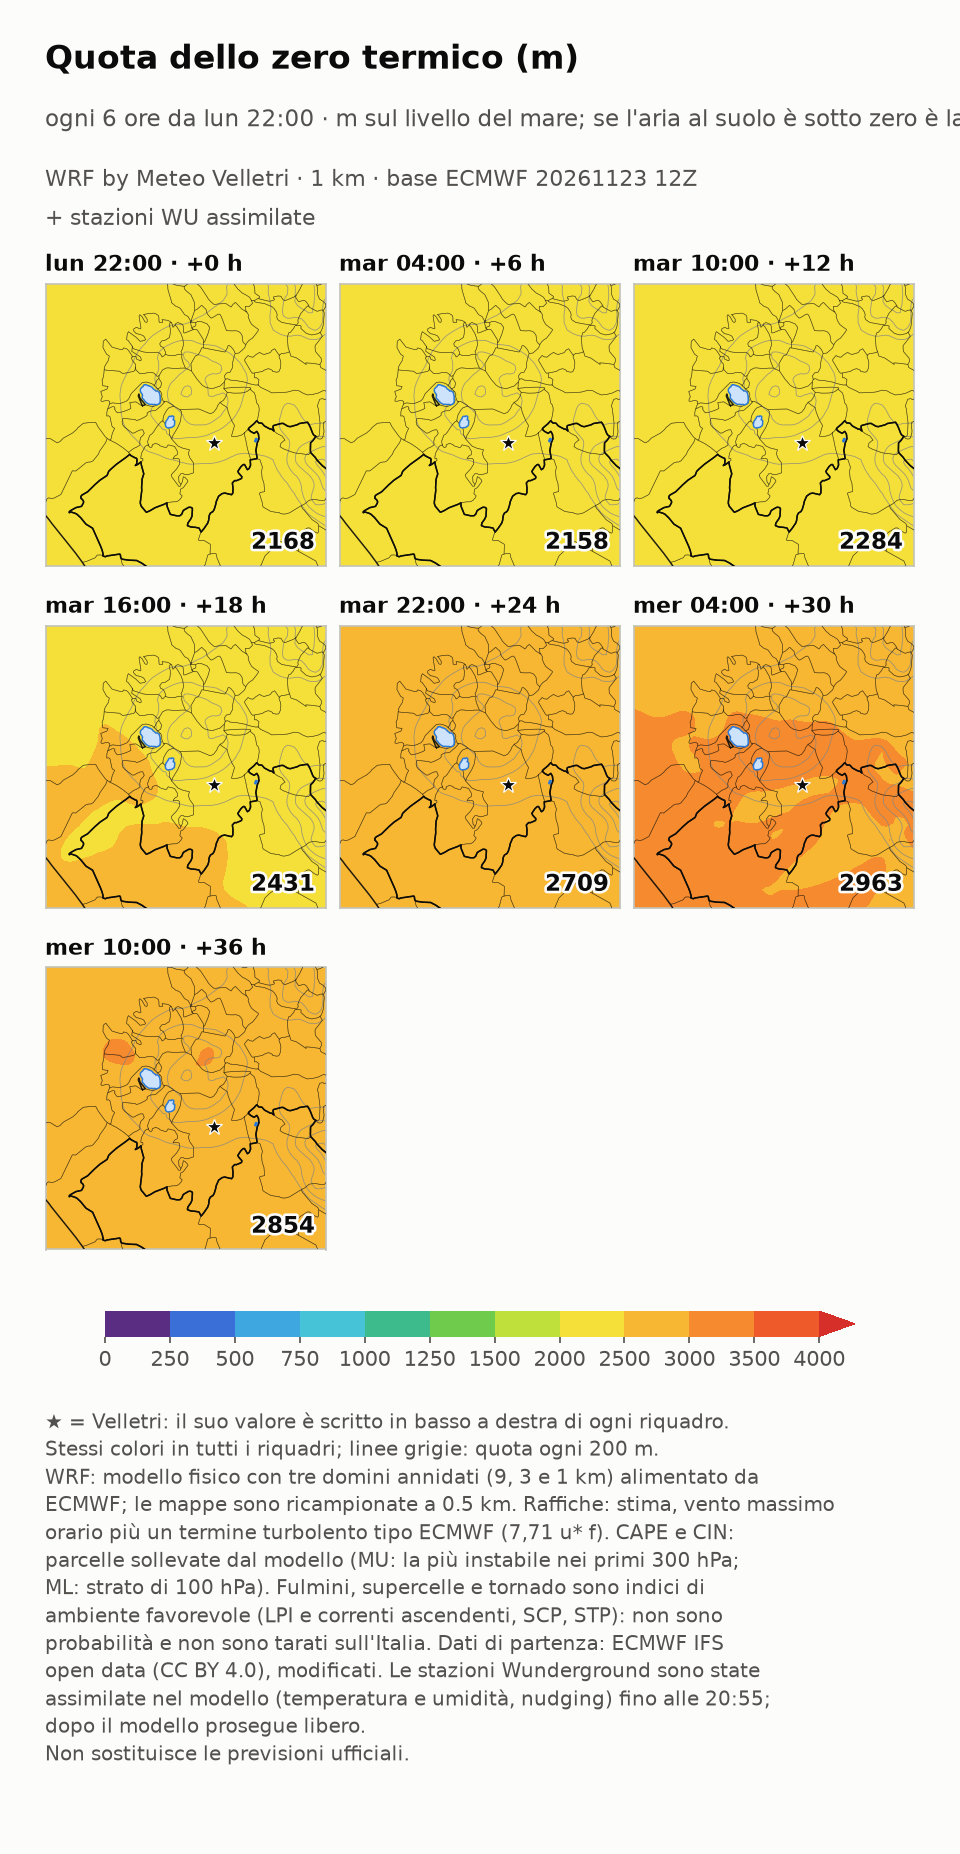 Quota dello zero termico (m)
ogni 6 ore da lun 22:00 · m sul livello del mare; se l'aria al suolo è sotto zero è la
WRF by Meteo Velletri · 1 km · base ECMWF 20261123 12Z
+ stazioni WU assimilate
lun 22:00 · +0 h
mar 04:00 · +6 h
mar 10:00 · +12 h
2168
2158
2284
mar 16:00 · +18 h
mar 22:00 · +24 h
mer 04:00 · +30 h
2431
2709
2963
mer 10:00 · +36 h
2854
0 250 500 750 1000 1250 1500 2000 2500 3000 3500 4000
★ = Velletri: il suo valore è scritto in basso a destra di ogni riquadro.
Stessi colori in tutti i riquadri; linee grigie: quota ogni 200 m.
WRF: modello fisico con tre domini annidati (9, 3 e 1 km) alimentato da
ECMWF; le mappe sono ricampionate a 0.5 km. Raffiche: stima, vento massimo
orario più un termine turbolento tipo ECMWF (7,71 u* f). CAPE e CIN:
parcelle sollevate dal modello (MU: la più instabile nei primi 300 hPa;
ML: strato di 100 hPa). Fulmini, supercelle e tornado sono indici di
ambiente favorevole (LPI e correnti ascendenti, SCP, STP): non sono
probabilità e non sono tarati sull'Italia. Dati di partenza: ECMWF IFS
open data (CC BY 4.0), modificati. Le stazioni Wunderground sono state
assimilate nel modello (temperatura e umidità, nudging) fino alle 20:55;
dopo il modello prosegue libero.
Non sostituisce le previsioni ufficiali.